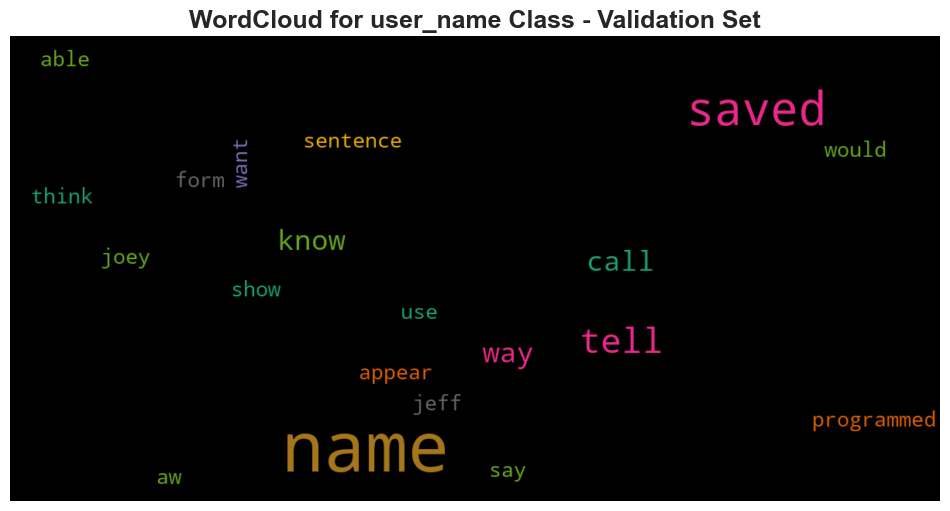 WordCloud for user_name Class - Validation Set
able
saved
sentence
would
want
form
think
know
joey
call
show
use
tell
way
appear
jeff
programmed
name
say
aw